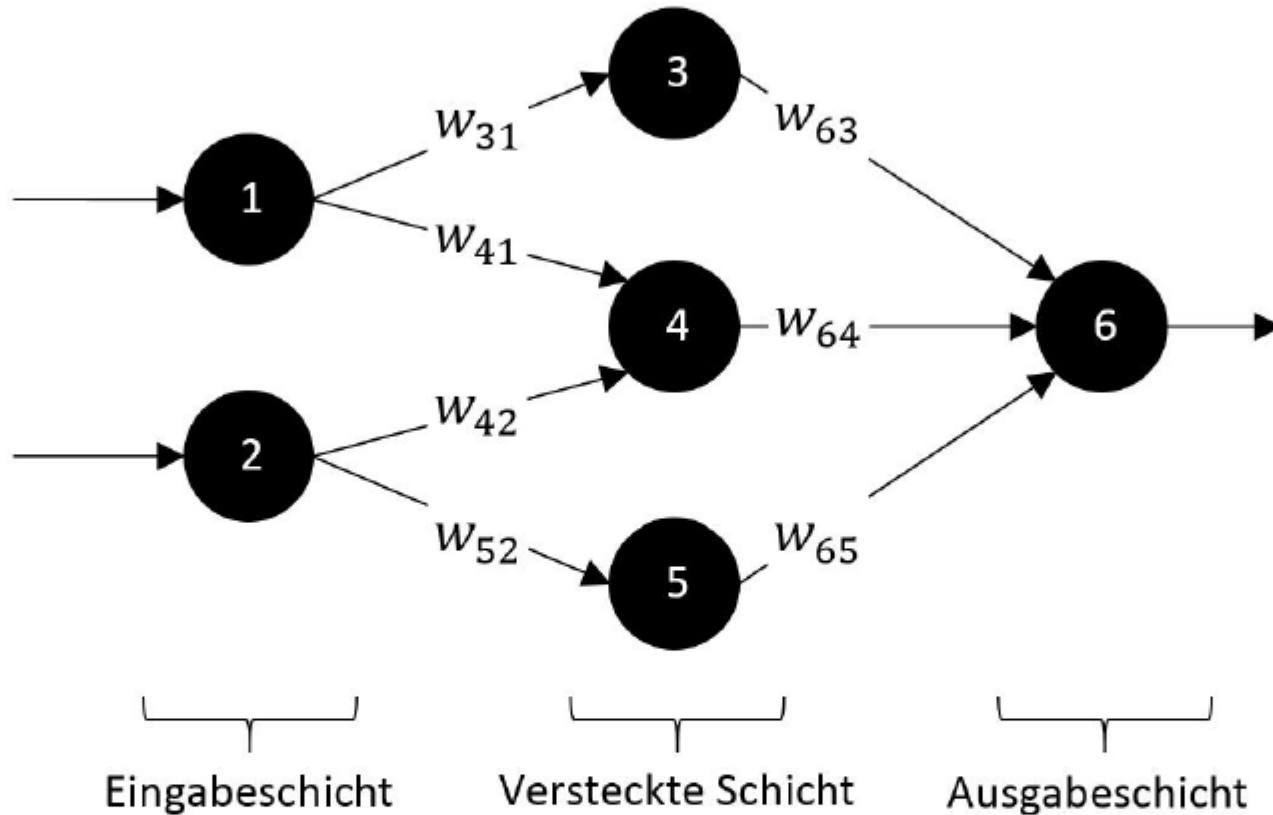 3
w₃₁
w₆₃
1
w₄₁
4
w₆₄
6
w₄₂
2
w₅₂
w₆₅
5
Eingabeschicht
Versteckte Schicht
Ausgabeschicht